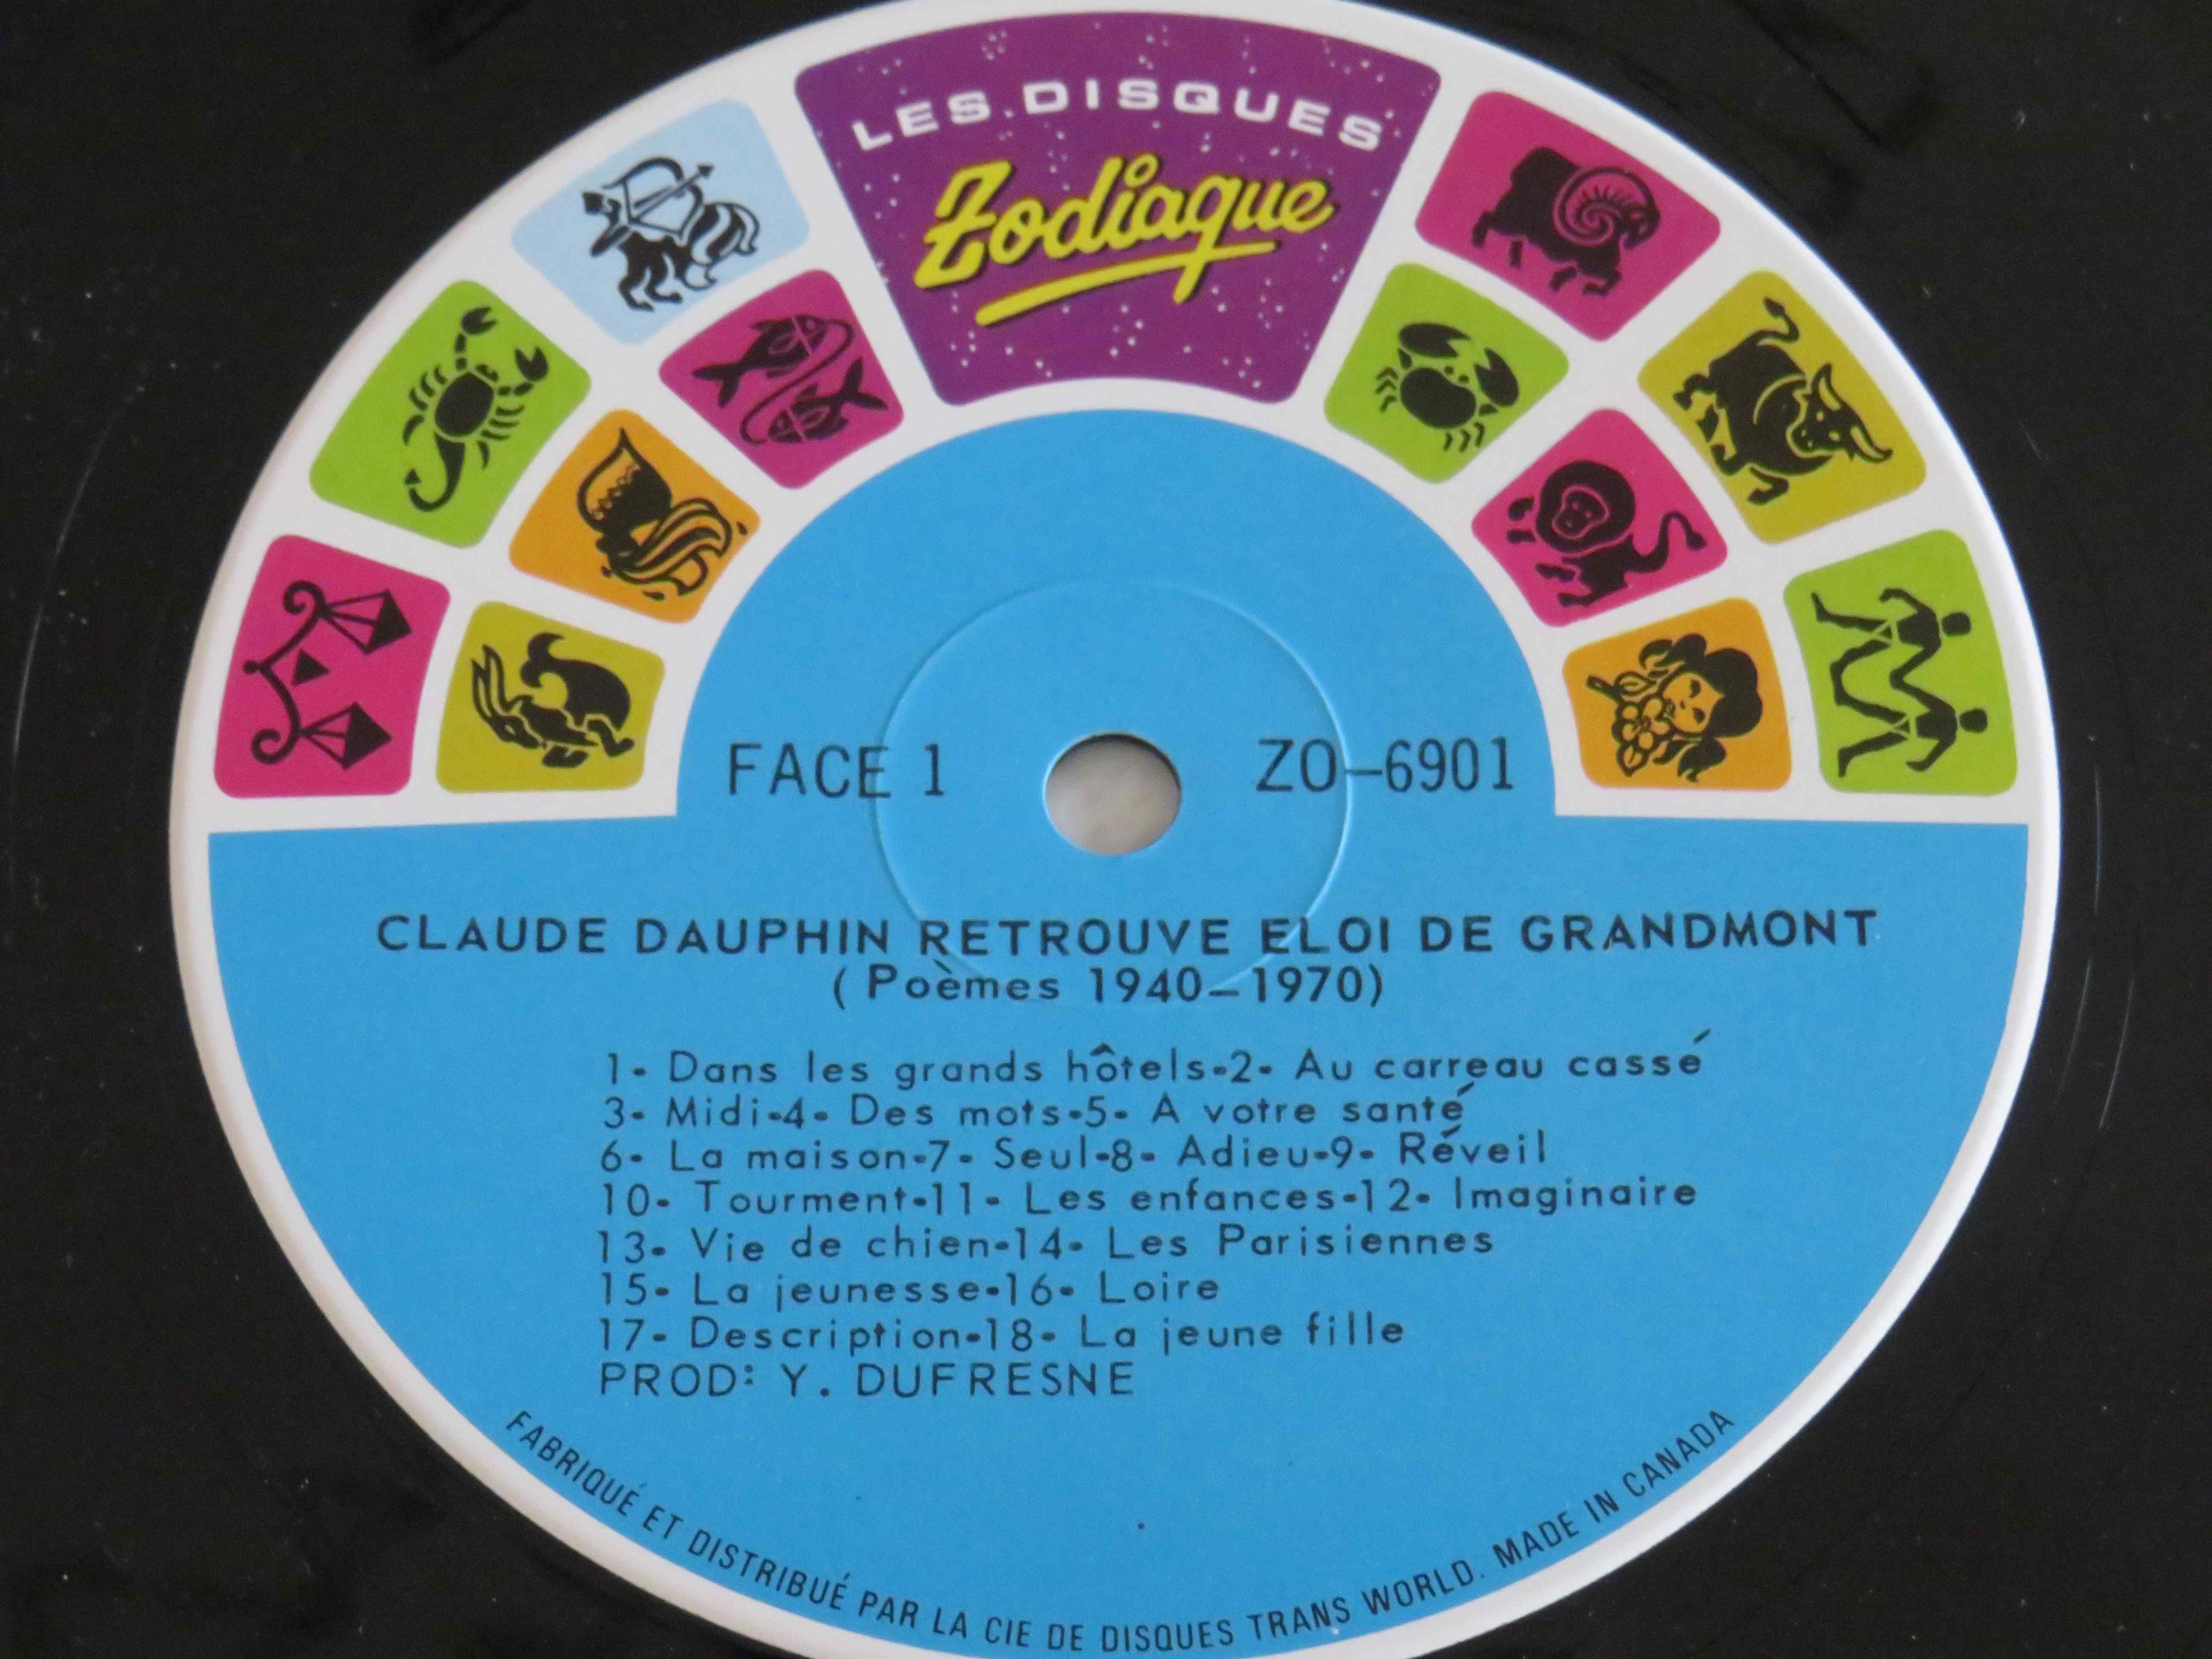 LES DISQUES
Zodiaque
FACE 1
ZO-6901
CLAUDE DAUPHIN RETROUVE ELOI DE GRANDMONT
(Poèmes 1940-1970)
1- Dans les grands hôtels-2- Au carreau cassé
3- Midi-4- Des mots-5- A votre santé
6- La maison-7- Seul-8- Adieu-9- Réveil
10- Tourment-11- Les enfances-12- Imaginaire
13- Vie de chien-14- Les Parisiennes
15- La jeunesse-16- Loire
17- Description-18- La jeune fille
PROD: Y. DUFRESNE
FABRIQUÉ ET DISTRIBUÉ PAR LA CIE DE DISQUES TRANS WORLD. MADE IN CANADA